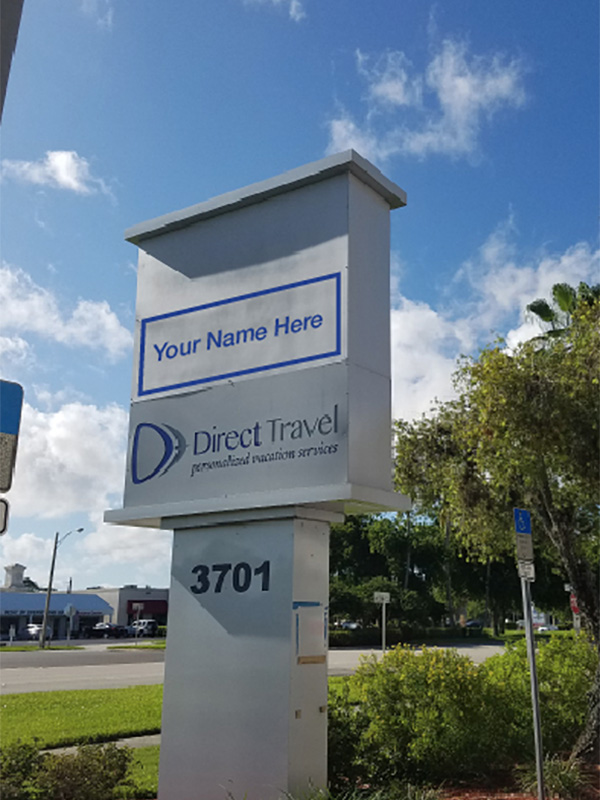 Your Name Here
Direct Travel
personalized vacation services
3701